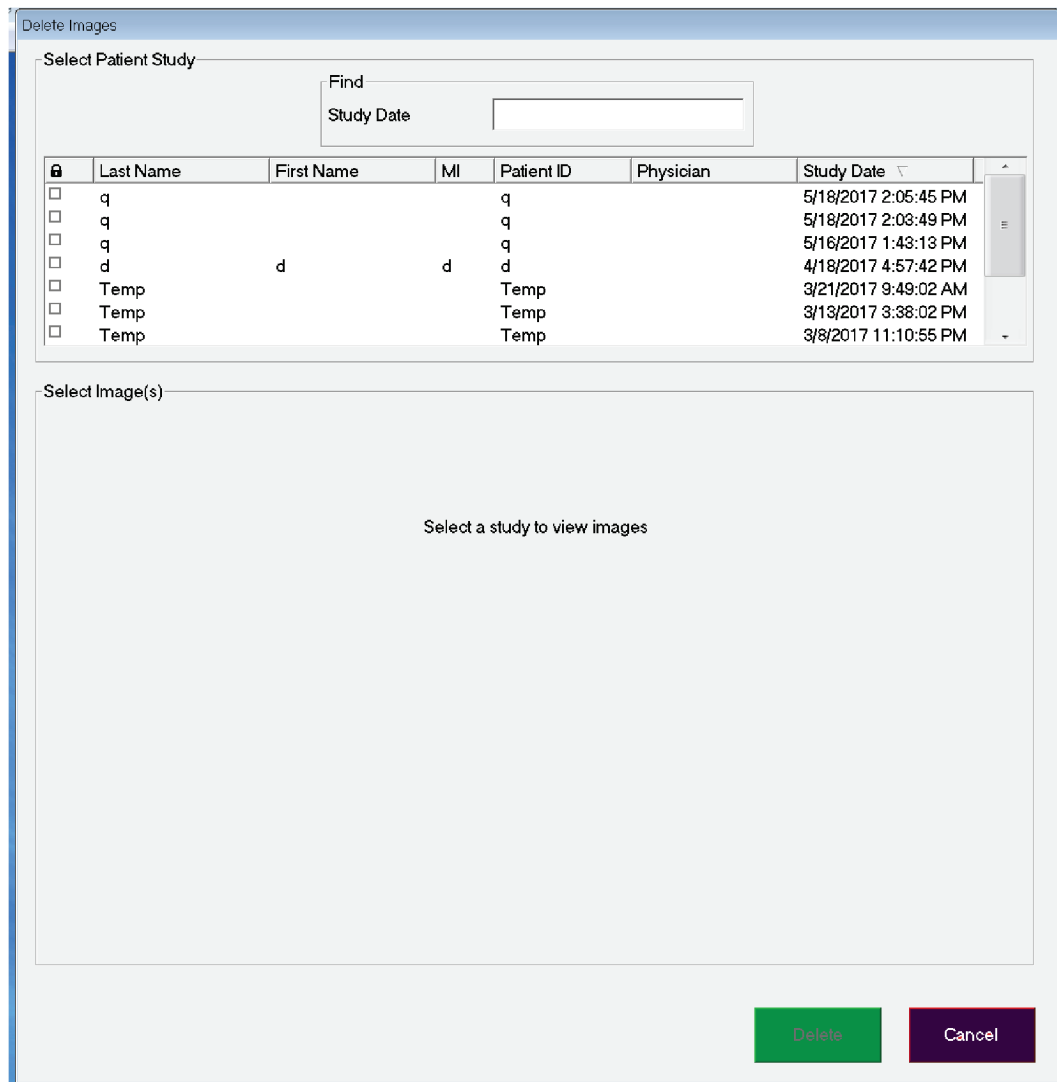 Delete Images
Select Patient Study
Find
Study Date
Last Name First Name MI Patient ID Physician Study Date
q q 5/18/2017 2:05:45 PM
q q 5/18/2017 2:03:49 PM
q q 5/16/2017 1:43:13 PM
d d d d 4/18/2017 4:57:42 PM
Temp Temp 3/21/2017 9:49:02 AM
Temp Temp 3/13/2017 3:38:02 PM
Temp Temp 3/8/2017 11:10:55 PM
Select Image(s)
Select a study to view images
Delete Cancel